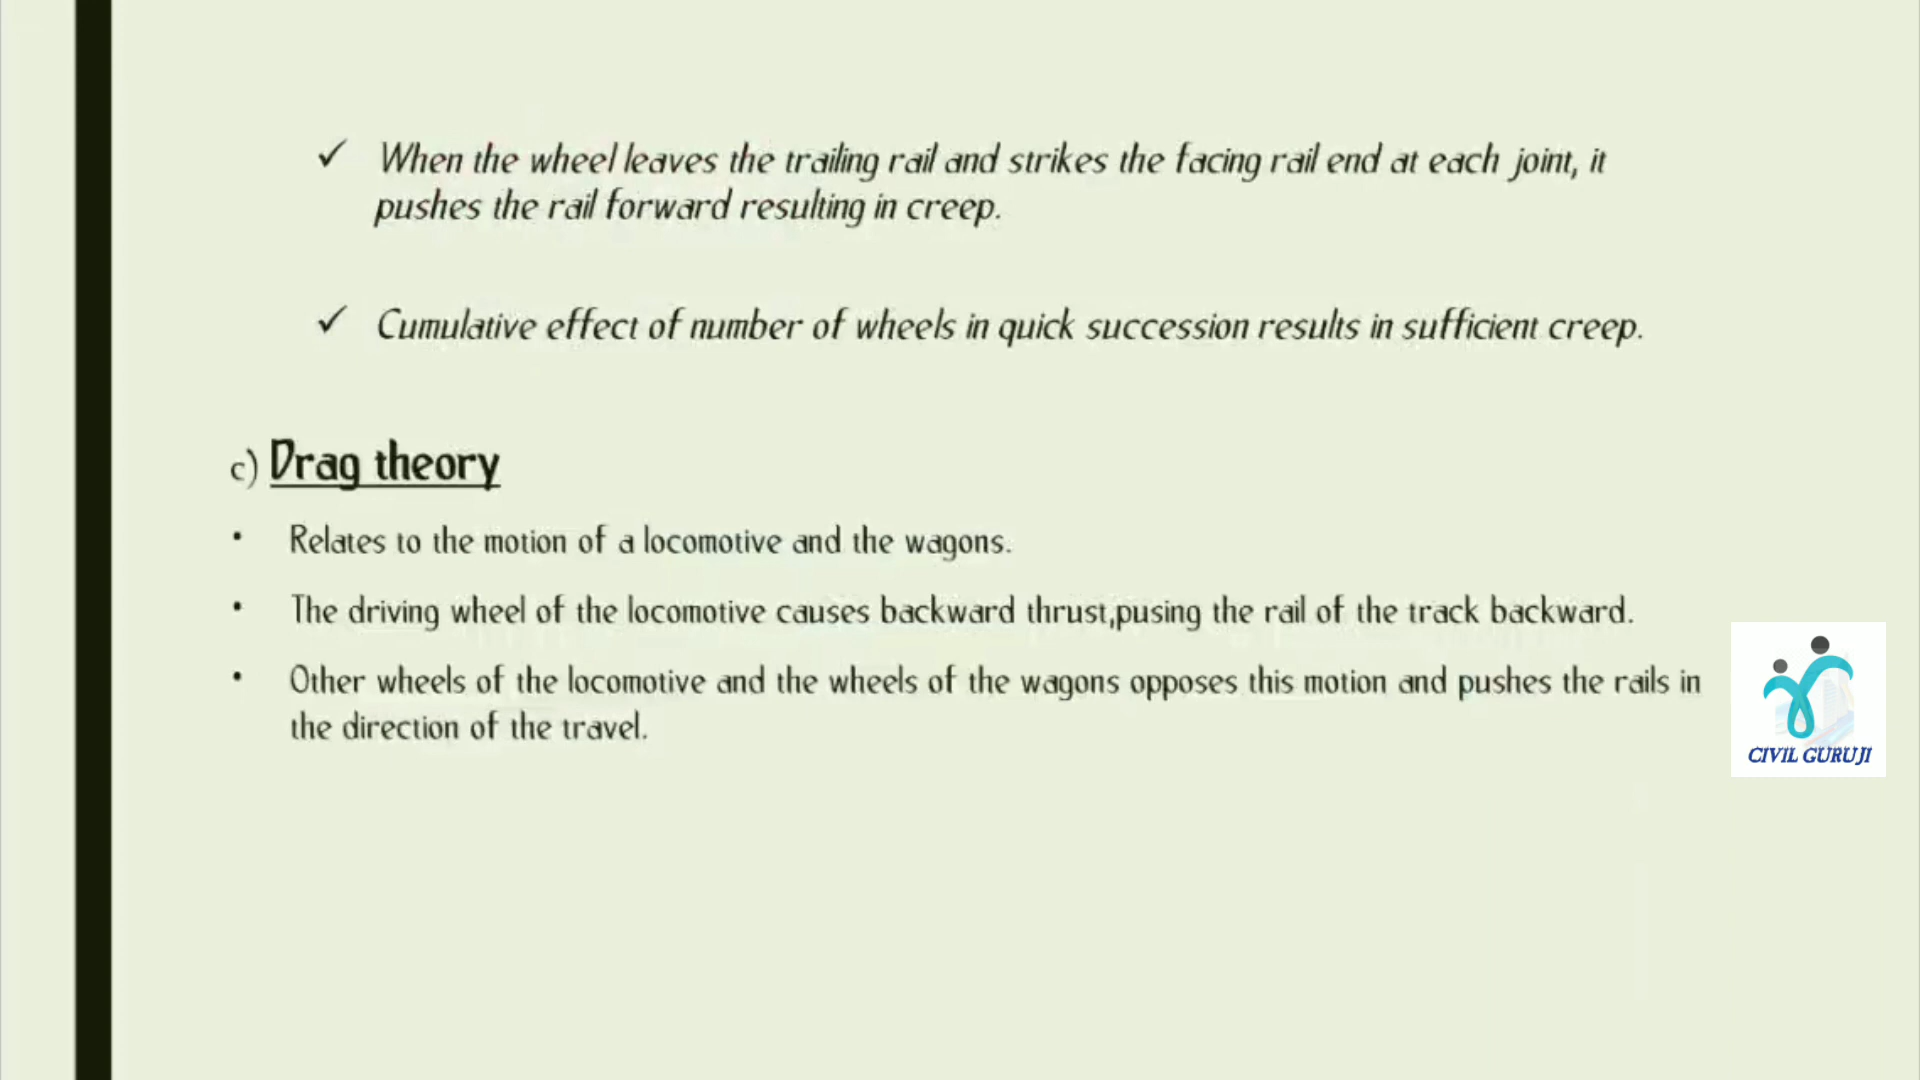 ✓ When the wheel leaves the trailing rail and strikes the facing rail end at each joint, it
pushes the rail forward resulting in creep.
✓ Cumulative effect of number of wheels in quick succession results in sufficient creep.
c) Drag theory
• Relates to the motion of a locomotive and the wagons.
• The driving wheel of the locomotive causes backward thrust,pusing the rail of the track backward.
• Other wheels of the locomotive and the wheels of the wagons opposes this motion and pushes the rails in
the direction of the travel.
CIVIL GURUJI